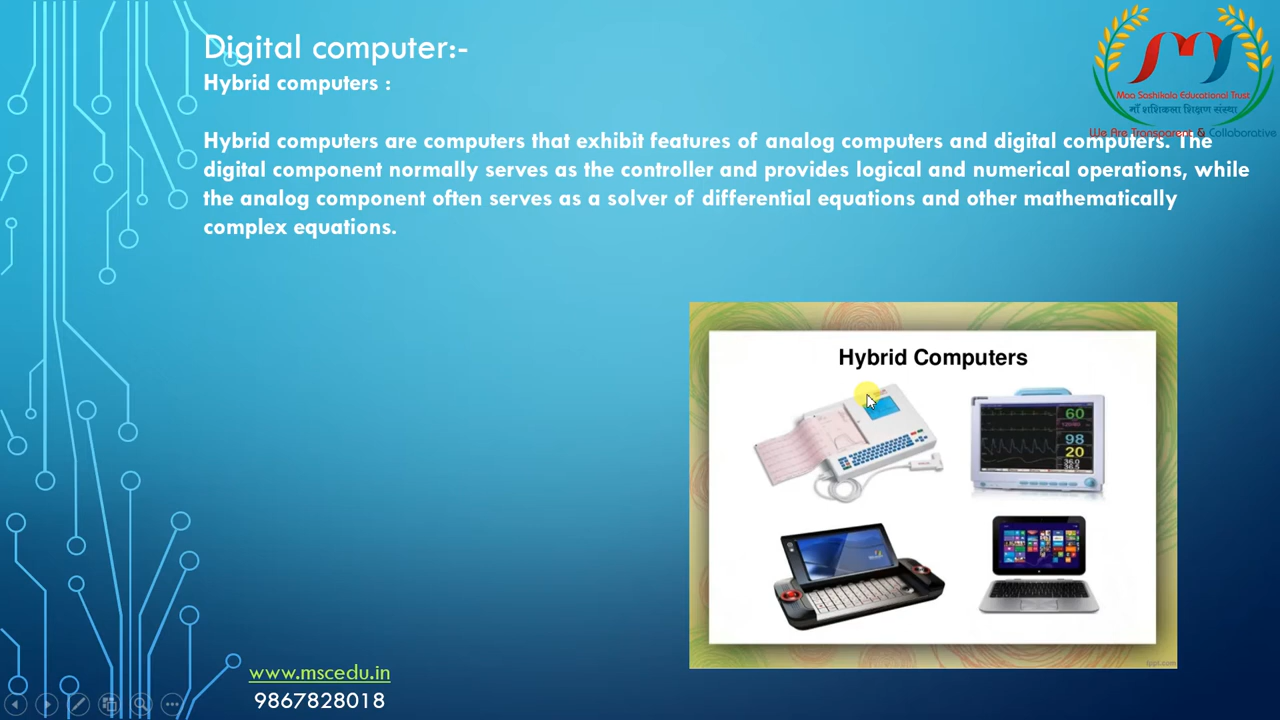 Digital computer:-
Hybrid computers :
Hybrid computers are computers that exhibit features of analog computers and digital computers. The
digital component normally serves as the controller and provides logical and numerical operations, while
the analog component often serves as a solver of differential equations and other mathematically
complex equations.
Maa Sashikala Educational Trust
माँ शशिकला शिक्षण संस्था
We Are Transparent & Collaborative
Hybrid Computers
60
98
20
www.mscedu.in
9867828018